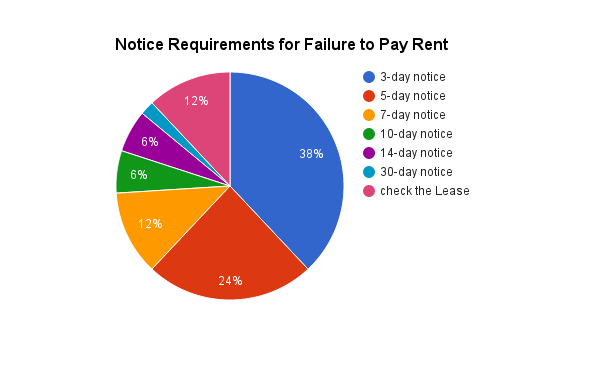 Notice Requirements for Failure to Pay Rent
3-day notice
5-day notice
7-day notice
10-day notice
14-day notice
30-day notice
check the Lease
12%
38%
6%
6%
12%
24%